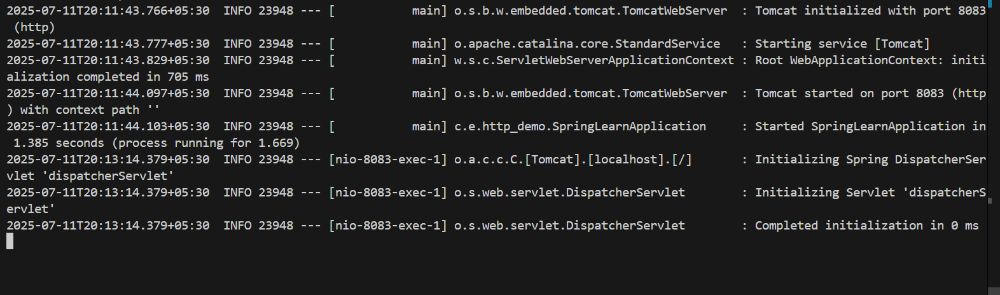 2025-07-11T20:11:43.766+05:30  INFO 23948 --- [           main] o.s.b.w.embedded.tomcat.TomcatWebServer  : Tomcat initialized with port 8083
 (http)
2025-07-11T20:11:43.777+05:30  INFO 23948 --- [           main] o.apache.catalina.core.StandardService   : Starting service [Tomcat]
2025-07-11T20:11:43.829+05:30  INFO 23948 --- [           main] w.s.c.ServletWebServerApplicationContext : Root WebApplicationContext: initi
alization completed in 705 ms
2025-07-11T20:11:44.097+05:30  INFO 23948 --- [           main] o.s.b.w.embedded.tomcat.TomcatWebServer  : Tomcat started on port 8083 (http
) with context path ''
2025-07-11T20:11:44.103+05:30  INFO 23948 --- [           main] c.e.http_demo.SpringLearnApplication     : Started SpringLearnApplication in
 1.385 seconds (process running for 1.669)
2025-07-11T20:13:14.379+05:30  INFO 23948 --- [nio-8083-exec-1] o.a.c.c.C.[Tomcat].[localhost].[/]       : Initializing Spring DispatcherSer
vlet 'dispatcherServlet'
2025-07-11T20:13:14.379+05:30  INFO 23948 --- [nio-8083-exec-1] o.s.web.servlet.DispatcherServlet        : Initializing Servlet 'dispatcherS
ervlet'
2025-07-11T20:13:14.379+05:30  INFO 23948 --- [nio-8083-exec-1] o.s.web.servlet.DispatcherServlet        : Completed initialization in 0 ms